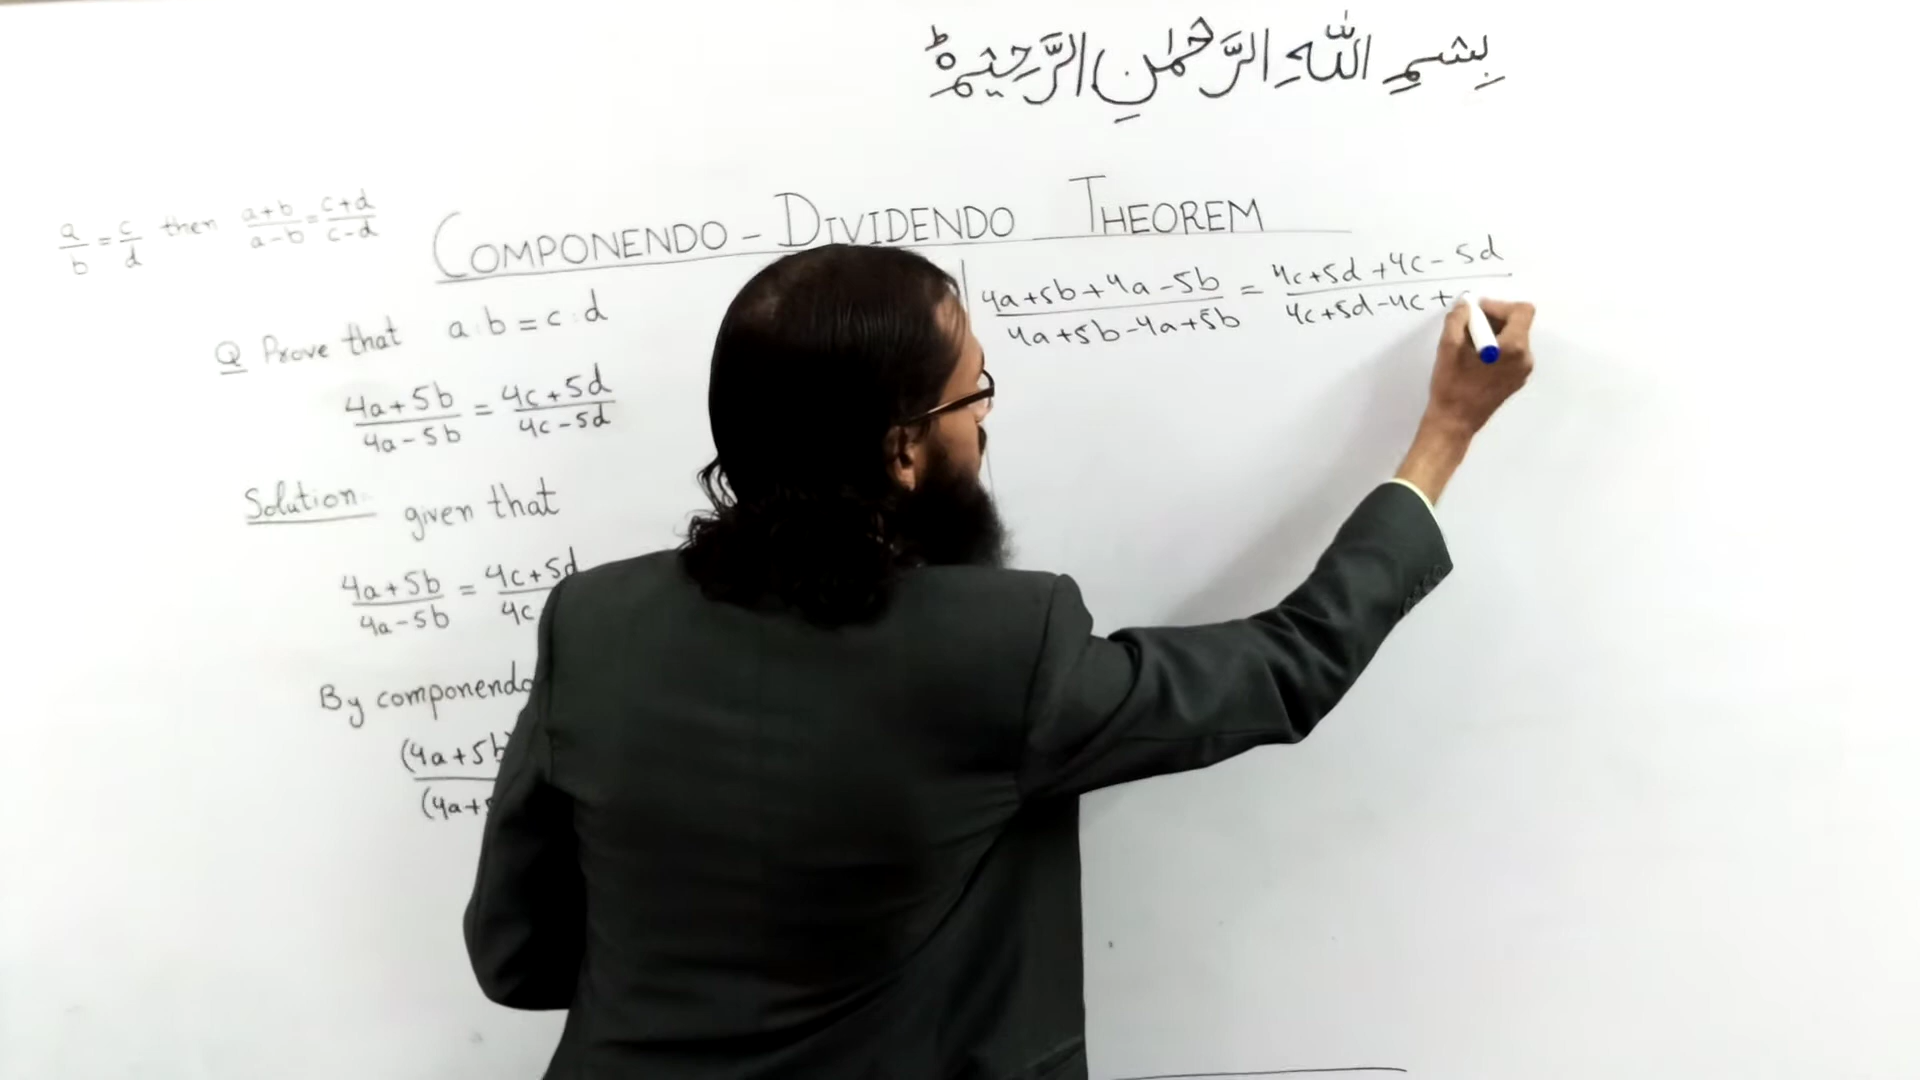 بِسْمِ اللّٰهِ الرَّحْمٰنِ الرَّحِيْمِ ط
a/b = c/d then a+b/a-b = c+d/c-d
COMPONENDO - DIVIDENDO THEOREM
Q Prove that a:b = c:d
4a+5b/4a-5b = 4c+5d/4c-5d
Solution given that
4a+5b/4a-5b = 4c+5d/4c
By componendo
(4a+5b)
(4a+
4a+5b+4a-5b/4a+5b-4a+5b = 4c+5d+4c-5d/4c+5d-4c+